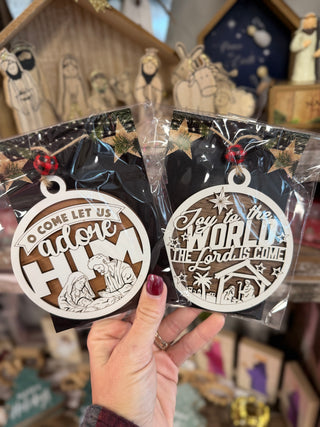 O COME LET US
adore
HIM
Joy to the
WORLD
THE Lord IS COME